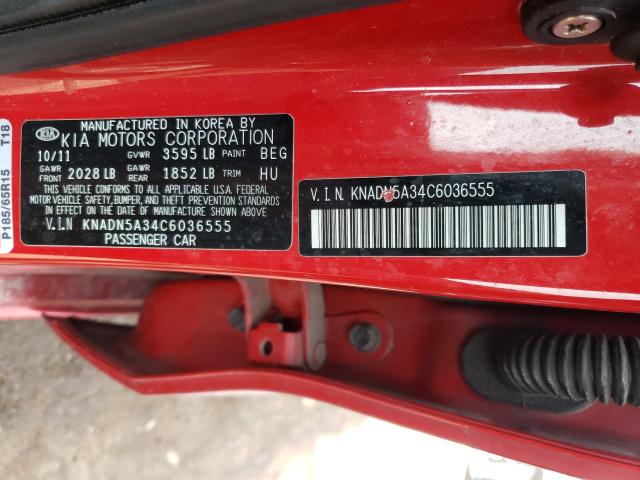 MANUFACTURED IN KOREA BY
KIA KIA MOTORS CORPORATION
10/11 GVWR 3595 LB PAINT BEG
GAWR FRONT 2028 LB GAWR REAR 1852 LB TRIM HU
THIS VEHICLE CONFORMS TO ALL APPLICABLE U.S.A. FEDERAL
MOTOR VEHICLE SAFETY, BUMPER, AND THEFT PREVENTION STANDARDS
IN EFFECT ON THE DATE OF MANUFACTURE SHOWN ABOVE.
V.I.N KNADN5A34C6036555
PASSENGER CAR
V.I.N. KNADN5A34C6036555
P185/65R15 T18